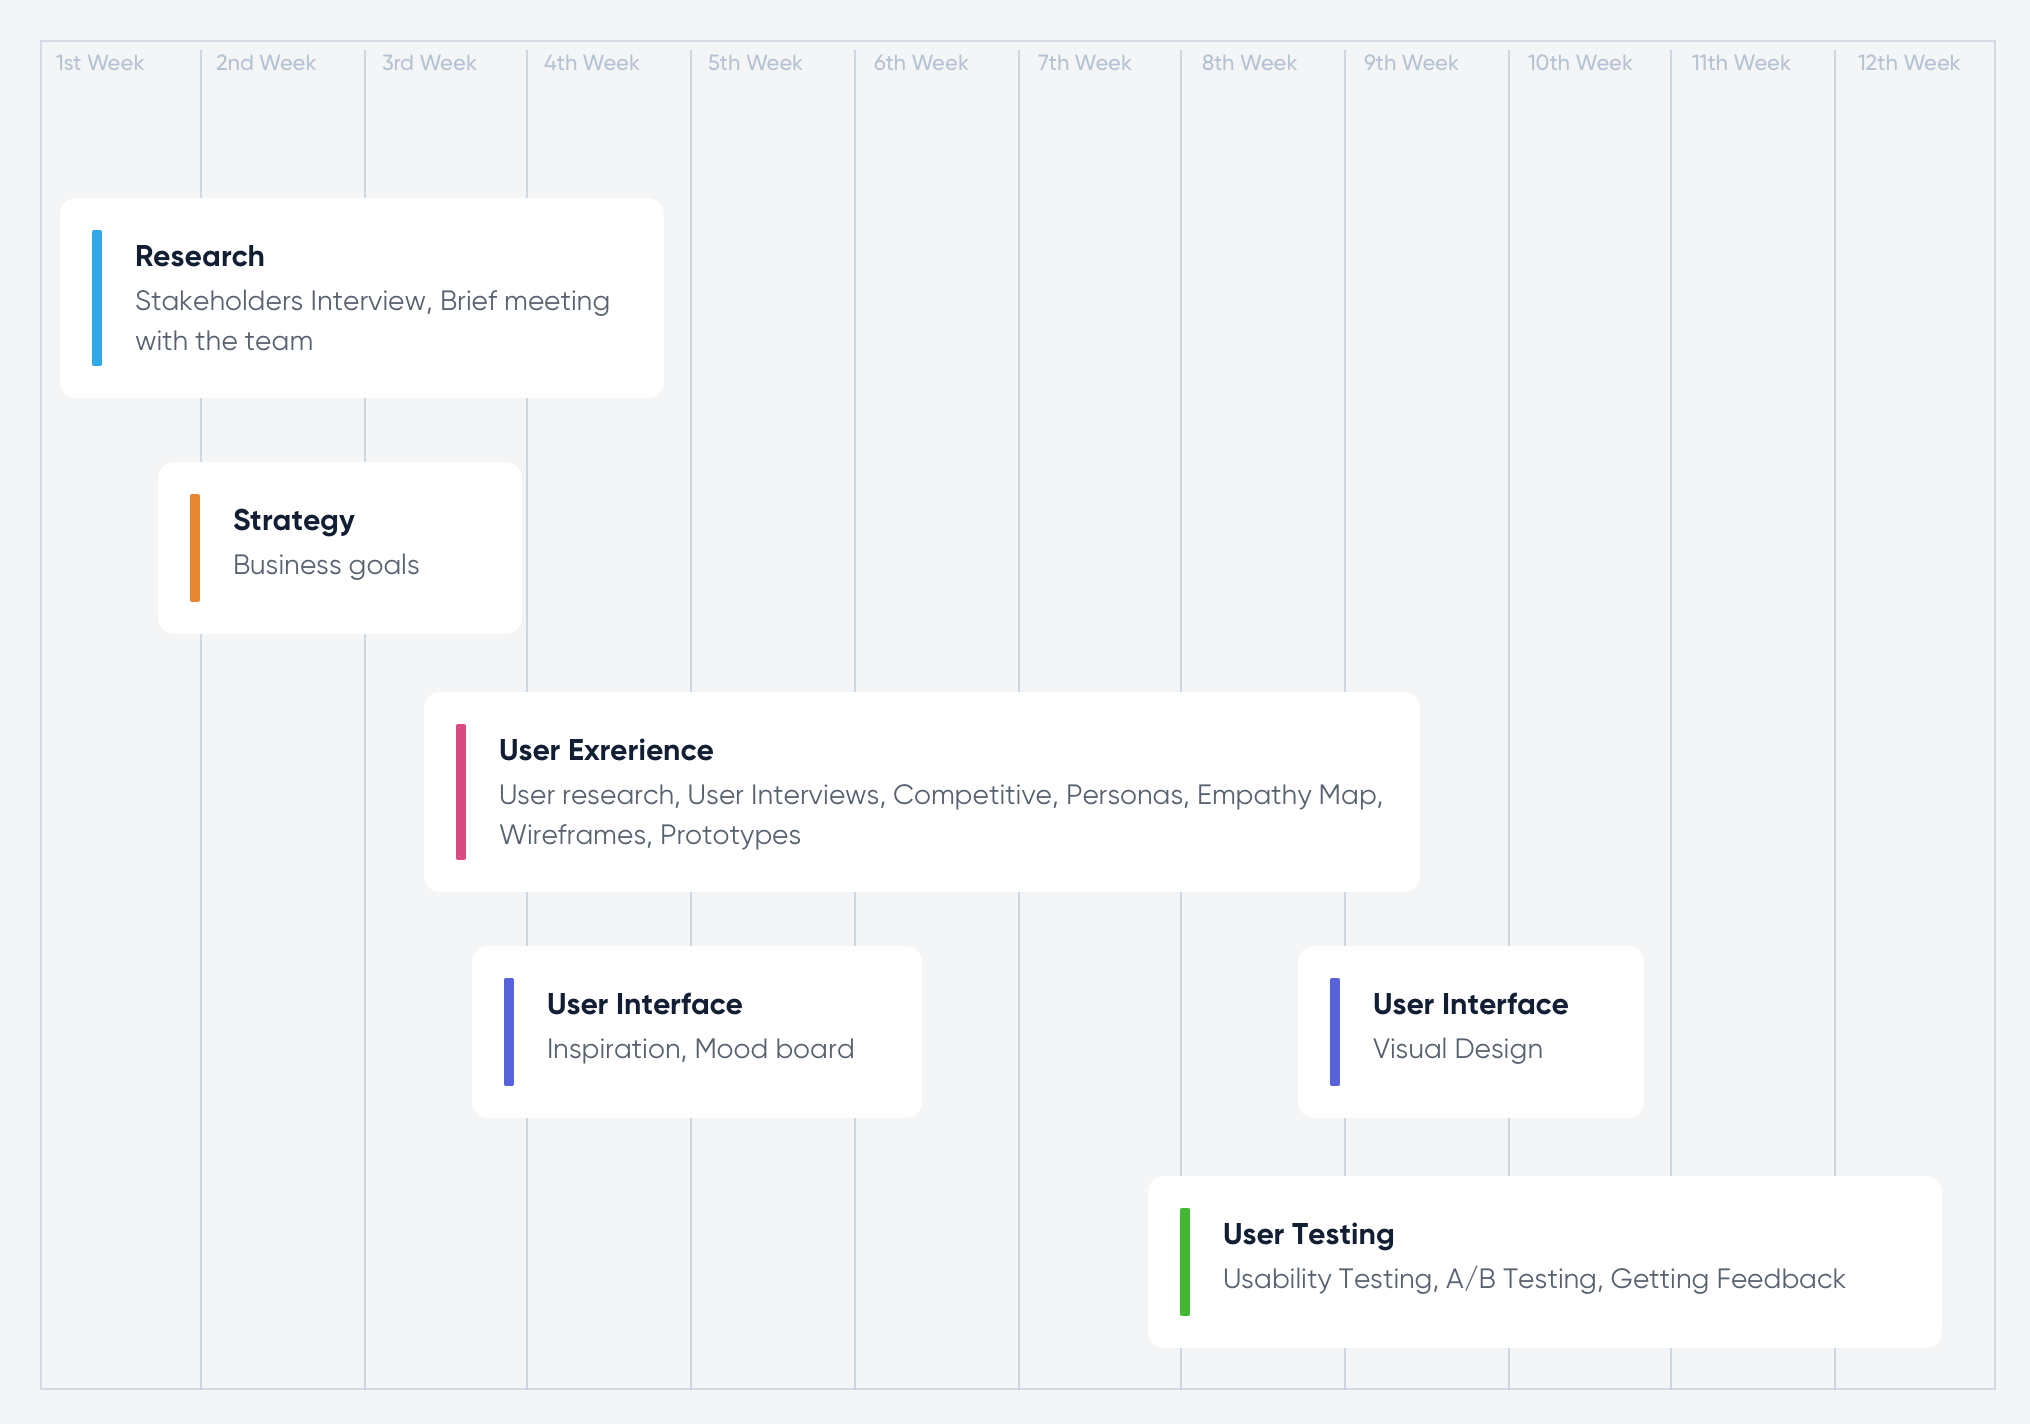 1st Week 2nd Week 3rd Week 4th Week 5th Week 6th Week 7th Week 8th Week 9th Week 10th Week 11th Week 12th Week
Research
Stakeholders Interview, Brief meeting
with the team
Strategy
Business goals
User Exrerience
User research, User Interviews, Competitive, Personas, Empathy Map,
Wireframes, Prototypes
User Interface
Inspiration, Mood board
User Interface
Visual Design
User Testing
Usability Testing, A/B Testing, Getting Feedback